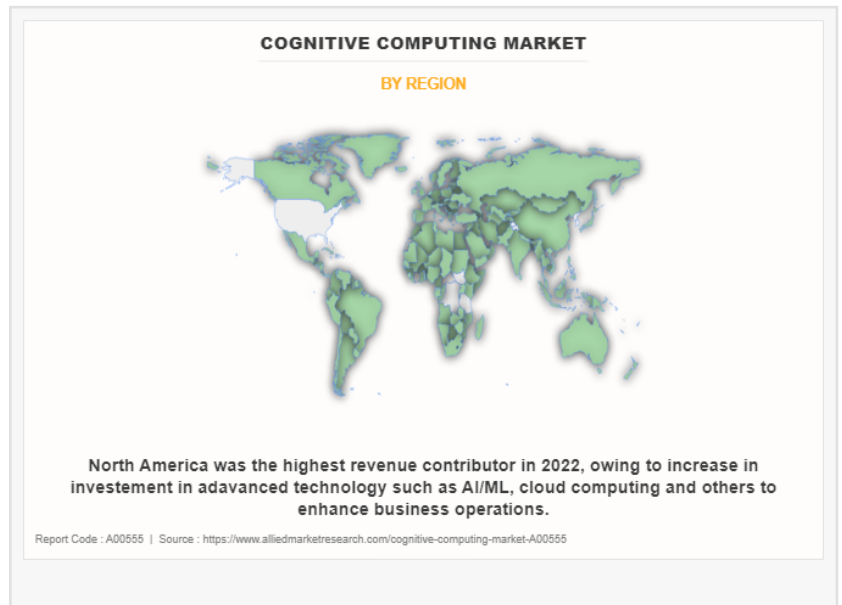 COGNITIVE COMPUTING MARKET
BY REGION
North America was the highest revenue contributor in 2022, owing to increase in
investement in adavanced technology such as AI/ML, cloud computing and others to
enhance business operations.
Report Code : A00555 | Source : https://www.alliedmarketresearch.com/cognitive-computing-market-A00555